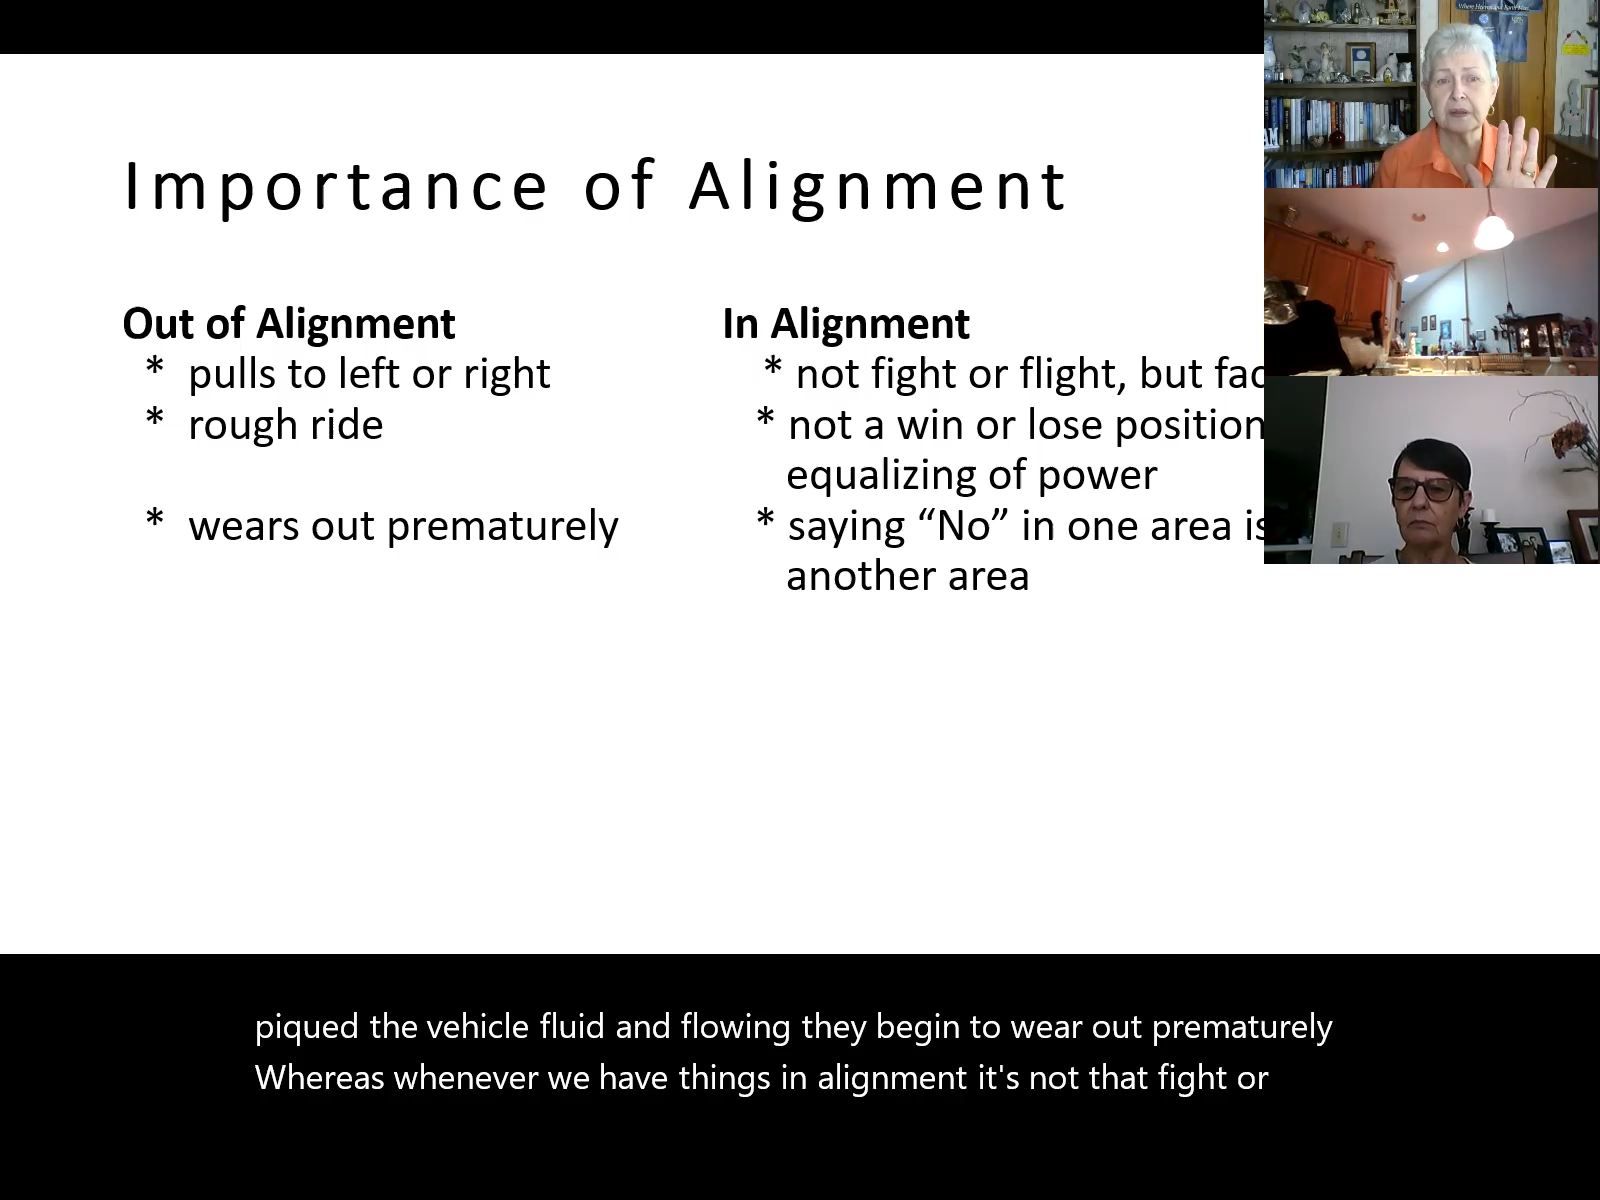 Importance of Alignment
Out of Alignment
* pulls to left or right
* rough ride
* wears out prematurely
In Alignment
* not fight or flight, but
* not a win or lose position
equalizing of power
* saying “No” in one area
another area
piqued the vehicle fluid and flowing they begin to wear out prematurely
Whereas whenever we have things in alignment it's not that fight or